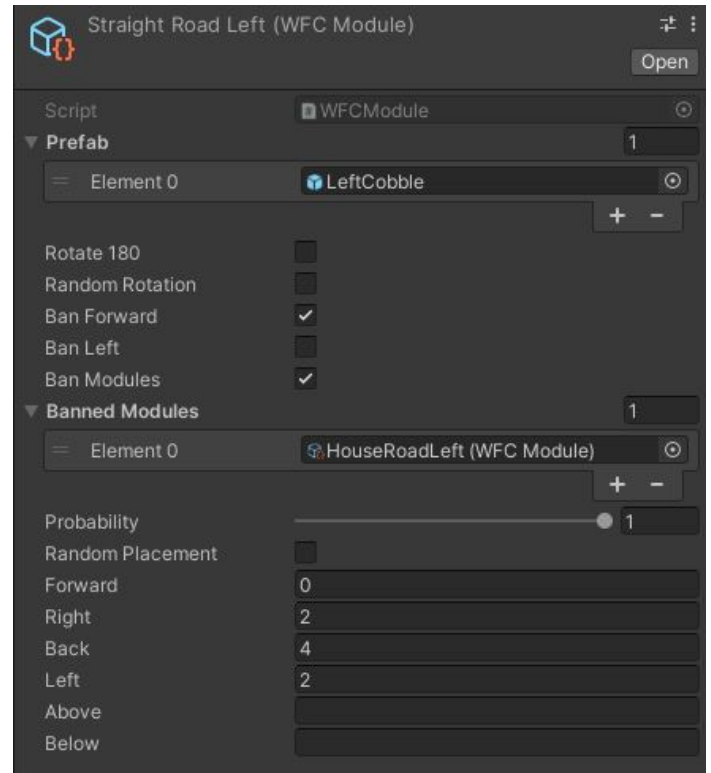 Straight Road Left (WFC Module)
Open
Script WFCModule
Prefab 1
Element 0 LeftCobble
+ −
Rotate 180
Random Rotation
Ban Forward
Ban Left
Ban Modules
Banned Modules 1
Element 0 HouseRoadLeft (WFC Module)
+ −
Probability 1
Random Placement
Forward 0
Right 2
Back 4
Left 2
Above
Below